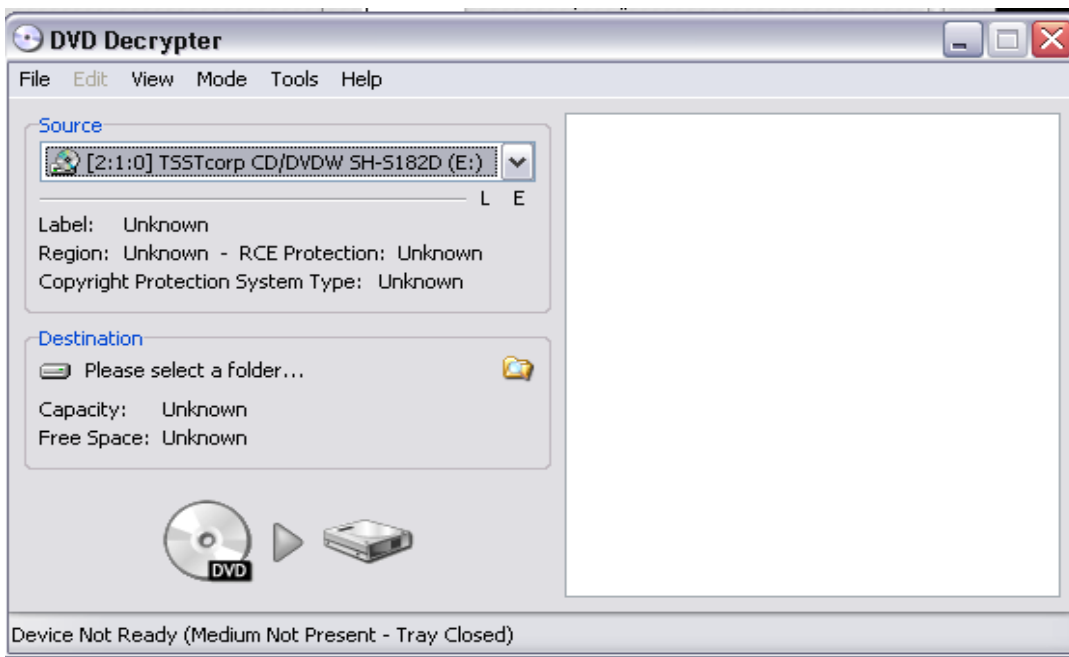 DVD Decrypter
File Edit View Mode Tools Help
Source
[2:1:0] TSSTcorp CD/DVDW SH-S182D (E:)
L E
Label: Unknown
Region: Unknown - RCE Protection: Unknown
Copyright Protection System Type: Unknown
Destination
Please select a folder...
Capacity: Unknown
Free Space: Unknown
DVD
Device Not Ready (Medium Not Present - Tray Closed)